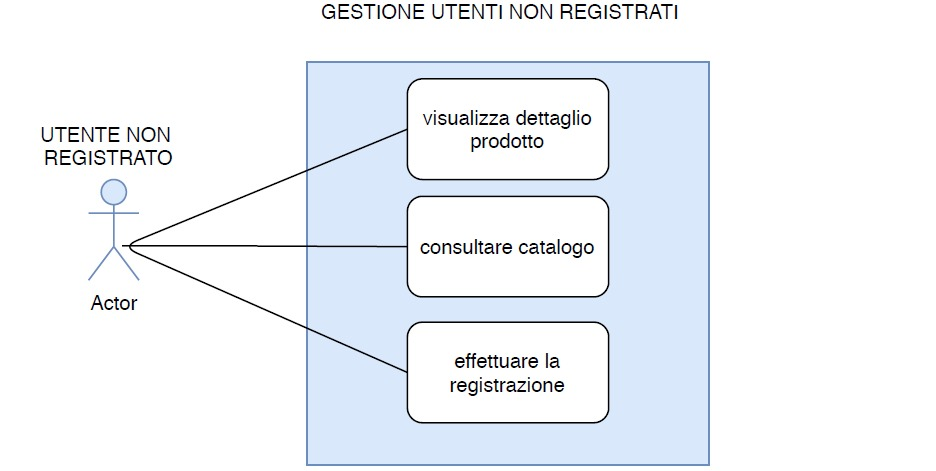 GESTIONE UTENTI NON REGISTRATI
UTENTE NON
REGISTRATO
Actor
visualizza dettaglio
prodotto
consultare catalogo
effettuare la
registrazione